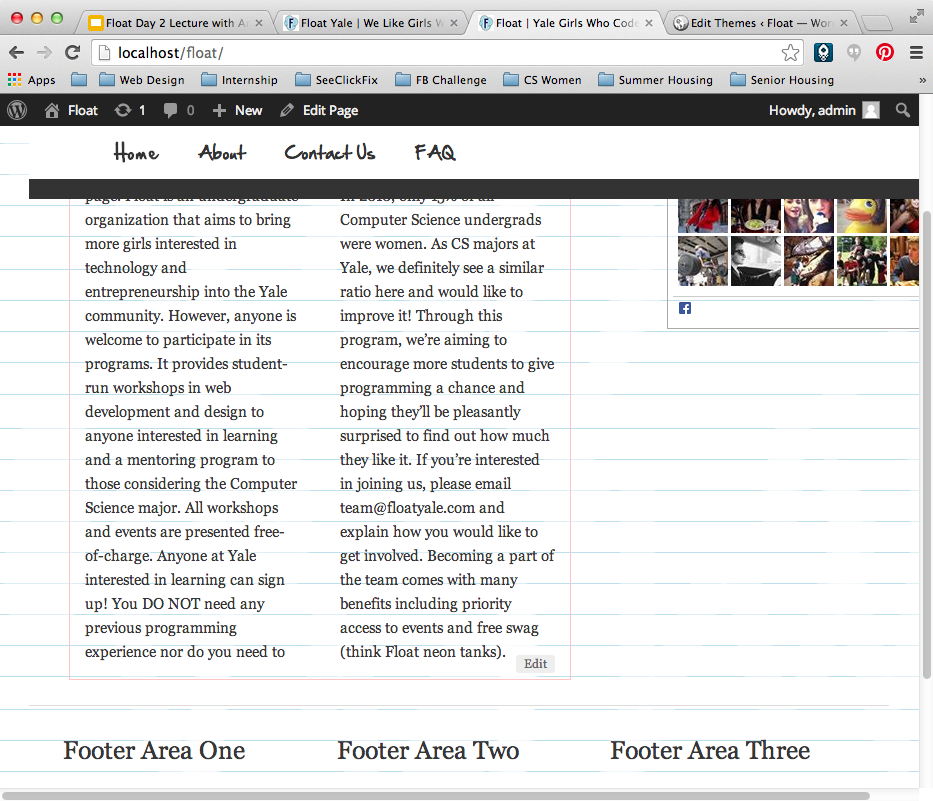 Float Day 2 Lecture with A
Float Yale | We Like Girls W
Float | Yale Girls Who Code
Edit Themes ‹ Float — Wor
localhost/float/
Apps
Web Design
Internship
SeeClickFix
FB Challenge
CS Women
Summer Housing
Senior Housing
»
Float
1
0
New
Edit Page
Howdy, admin
Home
About
Contact Us
FAQ
page. Float is an undergraduate
organization that aims to bring
more girls interested in
technology and
entrepreneurship into the Yale
community. However, anyone is
welcome to participate in its
programs. It provides student-
run workshops in web
development and design to
anyone interested in learning
and a mentoring program to
those considering the Computer
Science major. All workshops
and events are presented free-
of-charge. Anyone at Yale
interested in learning can sign
up! You DO NOT need any
previous programming
experience nor do you need to
Computer Science undergrads
were women. As CS majors at
Yale, we definitely see a similar
ratio here and would like to
improve it! Through this
program, we’re aiming to
encourage more students to give
programming a chance and
hoping they’ll be pleasantly
surprised to find out how much
they like it. If you’re interested
in joining us, please email
team@floatyale.com and
explain how you would like to
get involved. Becoming a part of
the team comes with many
benefits including priority
access to events and free swag
(think Float neon tanks).
Edit
Footer Area One
Footer Area Two
Footer Area Three